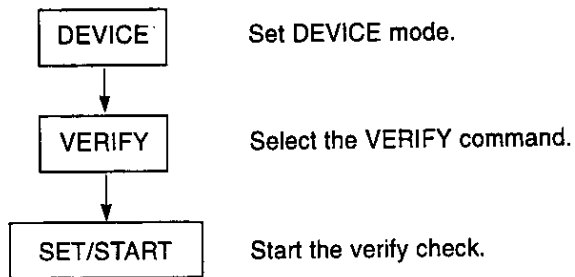 DEVICE Set DEVICE mode.
VERIFY Select the VERIFY command.
SET/START Start the verify check.